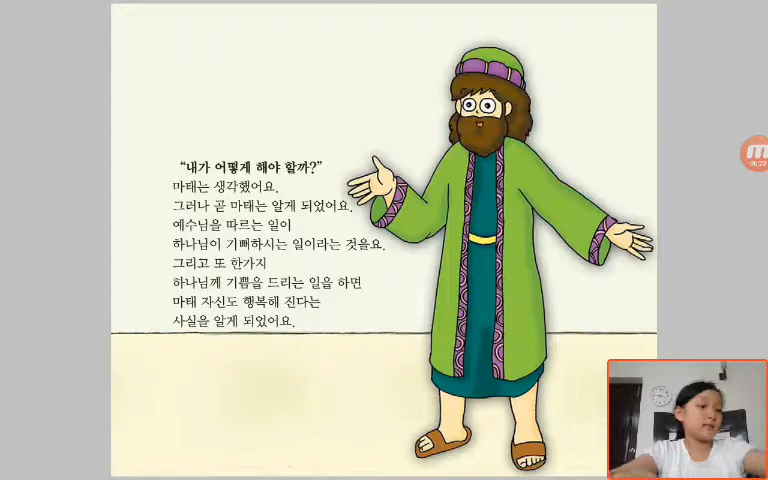 “내가 어떻게 해야 할까?”
마태는 생각했어요.
그러나 곧 마태는 알게 되었어요.
예수님을 따르는 일이
하나님이 기뻐하시는 일이라는 것을요.
그리고 또 한가지
하나님께 기쁨을 드리는 일을 하면
마태 자신도 행복해 진다는
사실을 알게 되었어요.
06:23